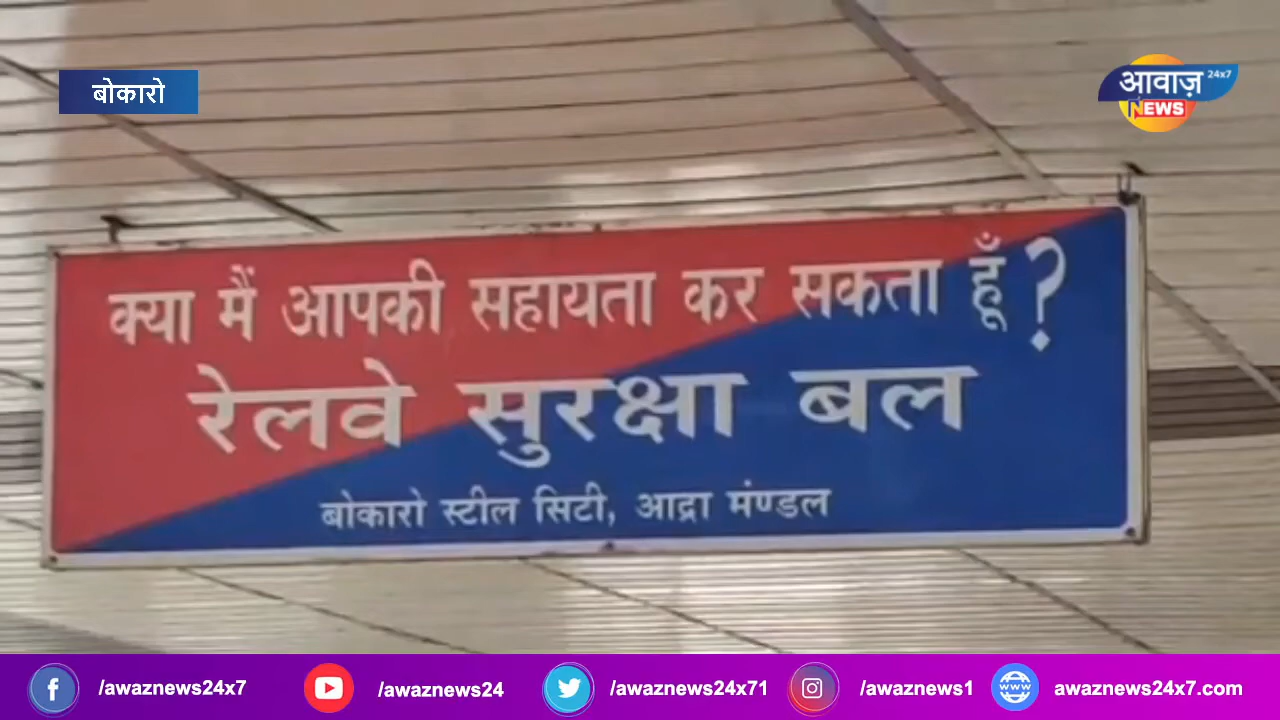 बोकारो
आवाज़ 24x7
NEWS
क्या मैं आपकी सहायता कर सकता हूँ?
रेलवे सुरक्षा बल
बोकारो स्टील सिटी, आद्रा मंण्डल
/awaznews24x7 /awaznews24 /awaznews24x71 /awaznews1 awaznews24x7.com